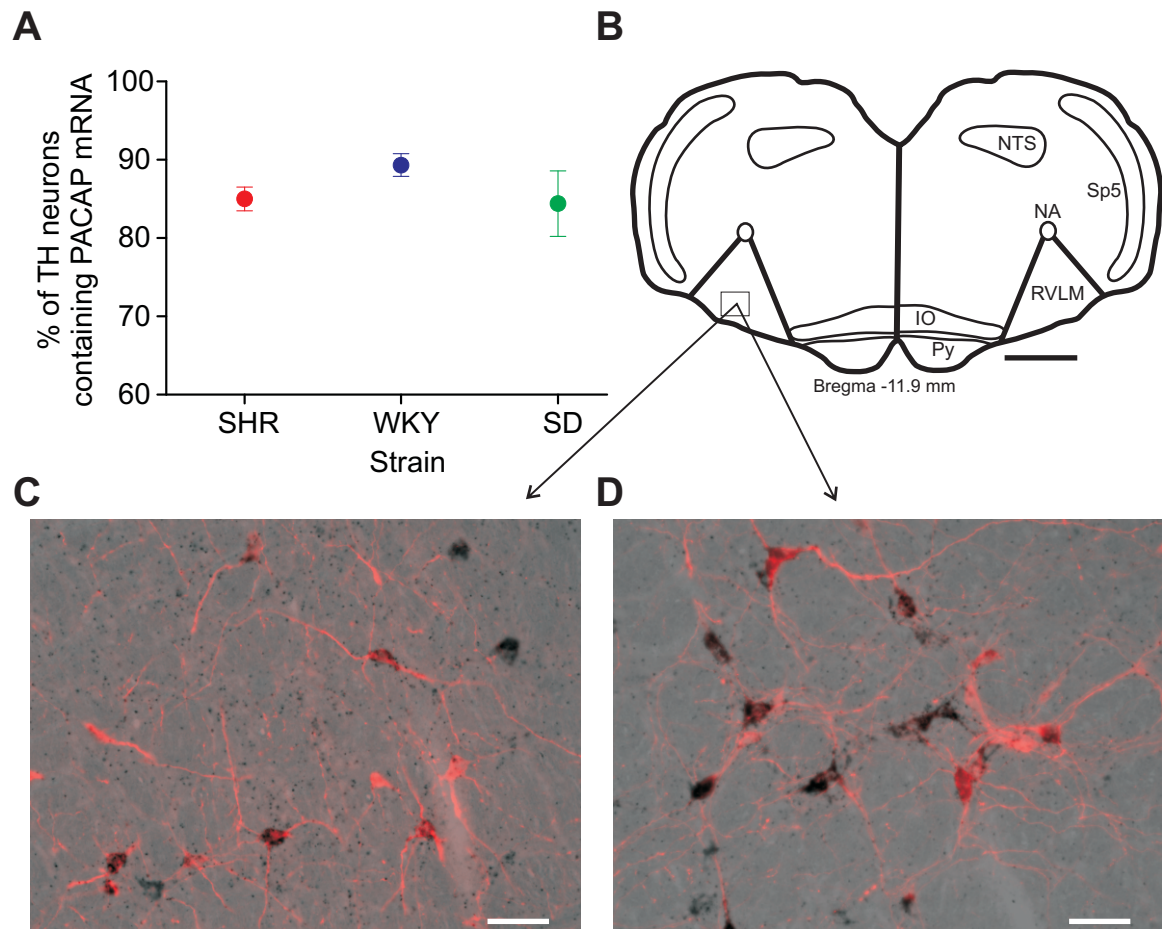 A
% of TH neurons
containing PACAP mRNA
100
90
80
70
60
SHR
WKY
SD
Strain
B
NTS
Sp5
NA
RVLM
IO
Py
Bregma -11.9 mm
C
D